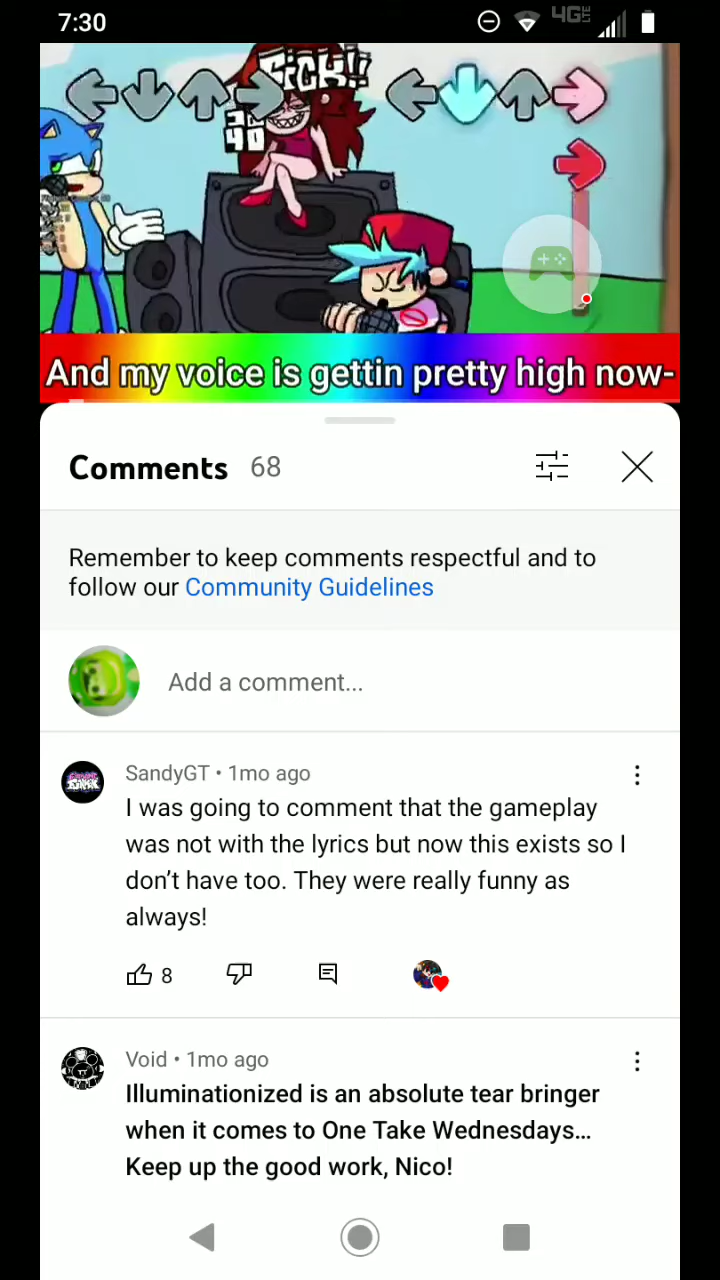 7:30
4G LTE
SICK!!
And my voice is gettin pretty high now-
Comments 68
Remember to keep comments respectful and to
follow our Community Guidelines
Add a comment...
SandyGT • 1mo ago
I was going to comment that the gameplay
was not with the lyrics but now this exists so I
don't have too. They were really funny as
always!
8
Void • 1mo ago
Illuminationized is an absolute tear bringer
when it comes to One Take Wednesdays...
Keep up the good work, Nico!